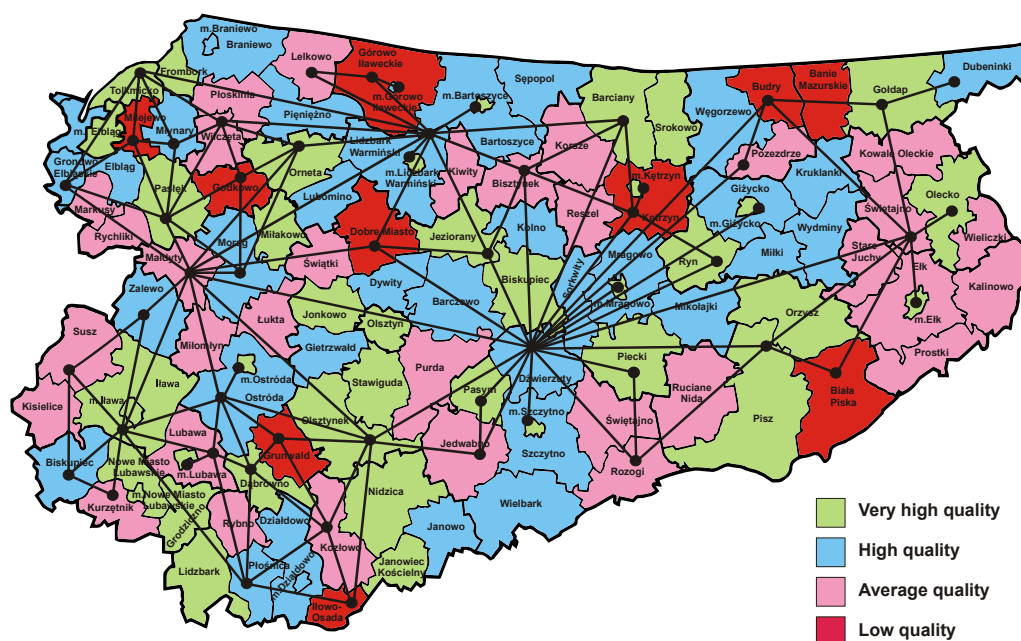 m.Braniewo
Braniewo
Lelkowo
Górowo
Iławeckie
Frombork
Tolkmicko
Płoskinia
m.Górowo
Iławeckie
Sępopol
m.Bartoszyce
Bartoszyce
Barciany
Srokowo
Węgorzewo
Budry
Banie
Mazurskie
Gołdap
Dubeninki
Milejewo
Młynary
Wilczęta
Pieniężno
Lidzbark
Warmiński
m.Lidzbark
Warmiński
Kiwity
Korsze
Bisztynek
Reszel
m.Kętrzyn
Kętrzyn
Pozezdrze
Kruklanki
Giżycko
m.Giżycko
Kowale Oleckie
Olecko
Świętajno
Wieliczki
m.
Elbląg
Elbląg
Gronowo
Elbląskie
Markusy
Rychliki
Pasłęk
Godkowo
Orneta
Lubomino
Miłakowo
Morąg
Małdyty
Dobre Miasto
Świątki
Jeziorany
Kolno
Biskupiec
Sorkwity
Mrągowo
m.Mrągowo
Ryn
Miłki
Wydminy
Stare
Juchy
Ełk
m.Ełk
Kalinowo
Prostki
Zalewo
Susz
Kisielice
Iława
m.Iława
Miłomłyn
Łukta
Jonkowo
Dywity
Barczewo
Olsztyn
Gietrzwałd
Stawiguda
Purda
Pasym
Dźwierzuty
m.Szczytno
Szczytno
Jedwabno
Piecki
Mikołajki
Orzysz
Ruciane
Nida
Pisz
Biała
Piska
Świętajno
Rozogi
Wielbark
m.Ostróda
Ostróda
Olsztynek
Grunwald
Lubawa
m.Lubawa
Biskupiec
Nowe Miasto
Lubawskie
m.Nowe Miasto
Lubawskie
Kurzętnik
Grodziczno
Dąbrówno
Rybno
Działdowo
m.Działdowo
Płośnica
Lidzbark
Kozłowo
Nidzica
Janowo
Janowiec
Kościelny
Iłowo-
Osada
Very high quality
High quality
Average quality
Low quality